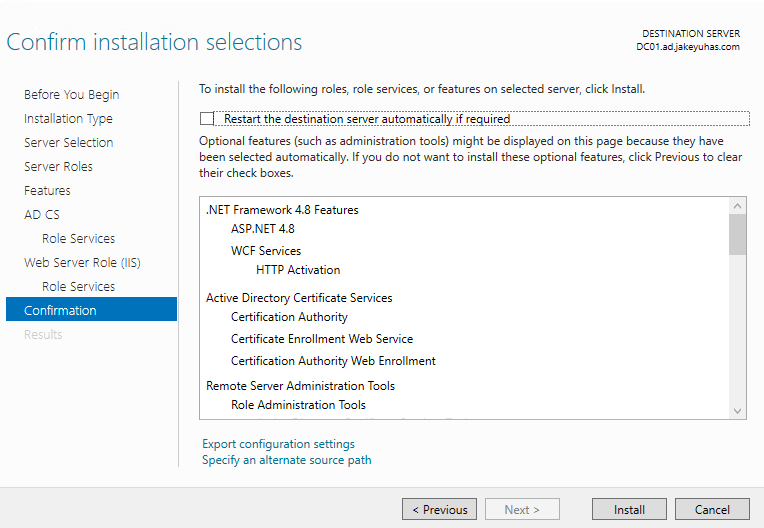 Confirm installation selections
DESTINATION SERVER
DC01.ad.jakeyuhas.com
Before You Begin
Installation Type
Server Selection
Server Roles
Features
AD CS
Role Services
Web Server Role (IIS)
Role Services
Confirmation
Results
To install the following roles, role services, or features on selected server, click Install.
Restart the destination server automatically if required
Optional features (such as administration tools) might be displayed on this page because they have
been selected automatically. If you do not want to install these optional features, click Previous to clear
their check boxes.
.NET Framework 4.8 Features
ASP.NET 4.8
WCF Services
HTTP Activation
Active Directory Certificate Services
Certification Authority
Certificate Enrollment Web Service
Certification Authority Web Enrollment
Remote Server Administration Tools
Role Administration Tools
Export configuration settings
Specify an alternate source path
< Previous
Next >
Install
Cancel